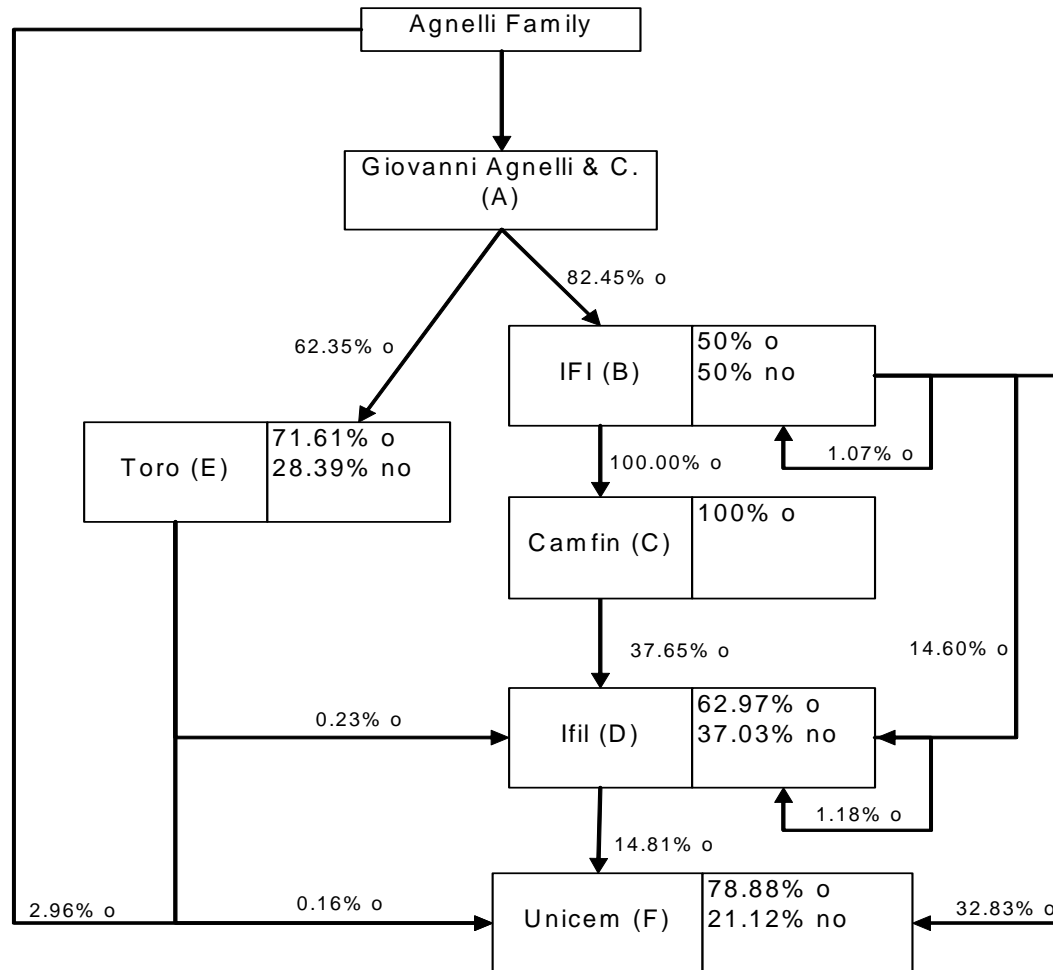 Agnelli Family
Giovanni Agnelli & C.
(A)
82.45% o
62.35% o
IFI (B)
50% o
50% no
1.07% o
Toro (E)
71.61% o
28.39% no
100.00% o
Camfin (C)
100% o
37.65% o
14.60% o
0.23% o
Ifil (D)
62.97% o
37.03% no
1.18% o
14.81% o
2.96% o
0.16% o
Unicem (F)
78.88% o
21.12% no
32.83% o